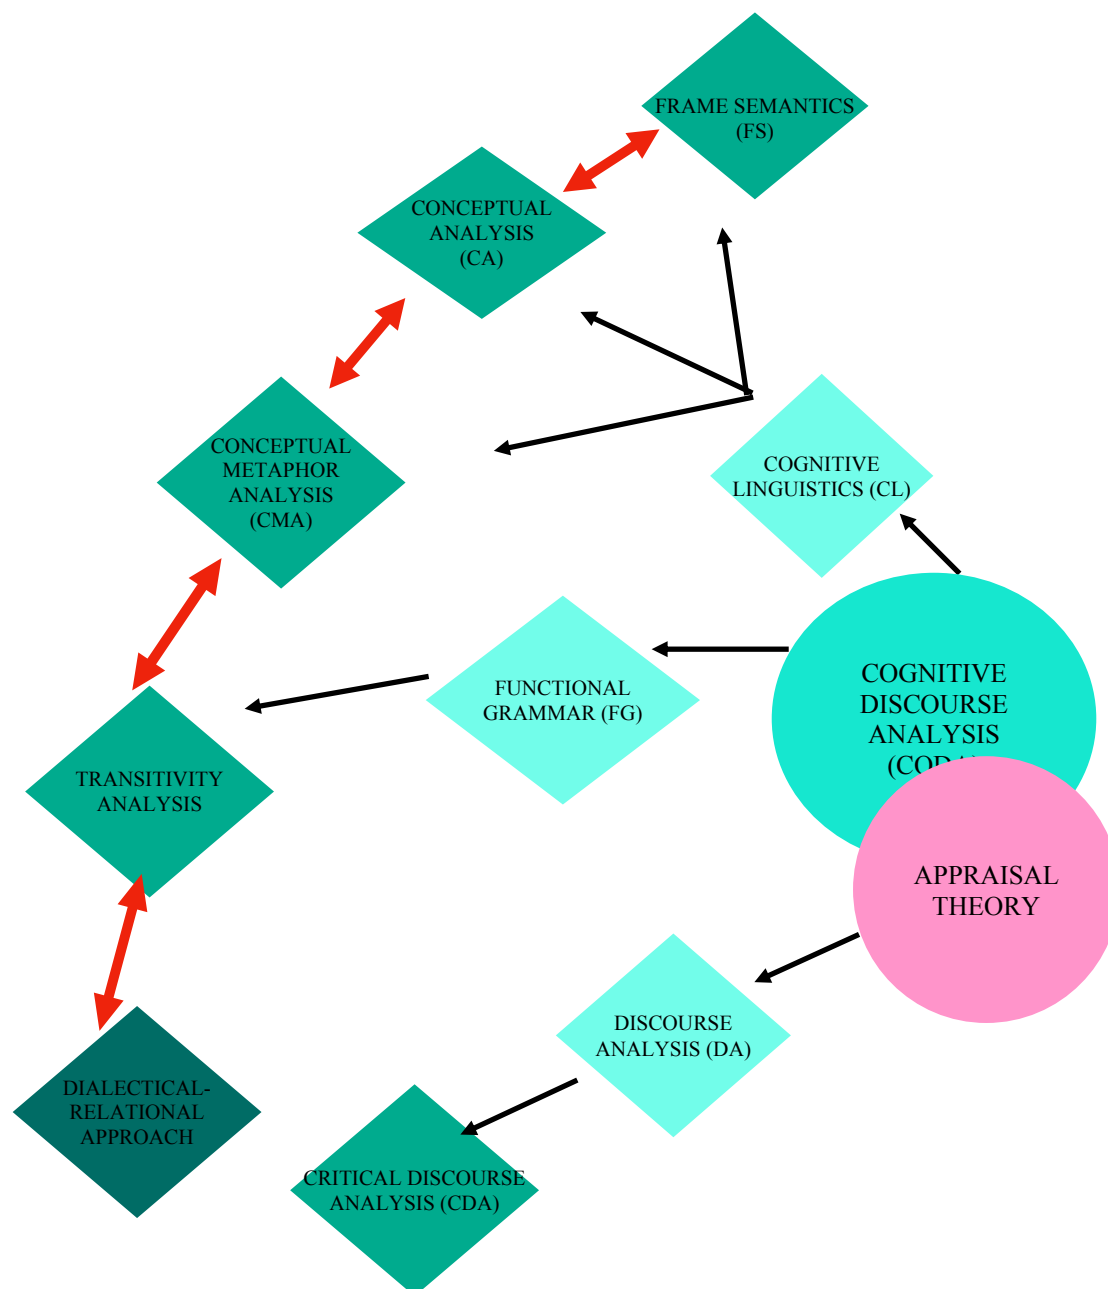 FRAME SEMANTICS
(FS)
CONCEPTUAL
ANALYSIS
(CA)
CONCEPTUAL
METAPHOR
ANALYSIS
(CMA)
COGNITIVE
LINGUISTICS (CL)
FUNCTIONAL
GRAMMAR (FG)
COGNITIVE
DISCOURSE
ANALYSIS
TRANSITIVITY
ANALYSIS
APPRAISAL
THEORY
DISCOURSE
ANALYSIS (DA)
DIALECTICAL-
RELATIONAL
APPROACH
CRITICAL DISCOURSE
ANALYSIS (CDA)